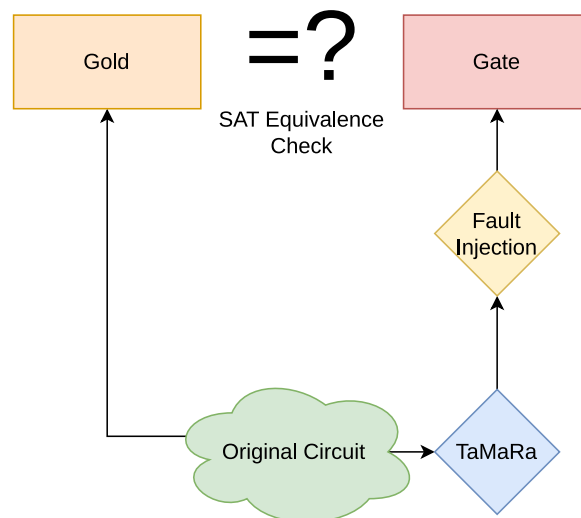 Gold
=?
Gate
SAT Equivalence
Check
Fault
Injection
Original Circuit
TaMaRa